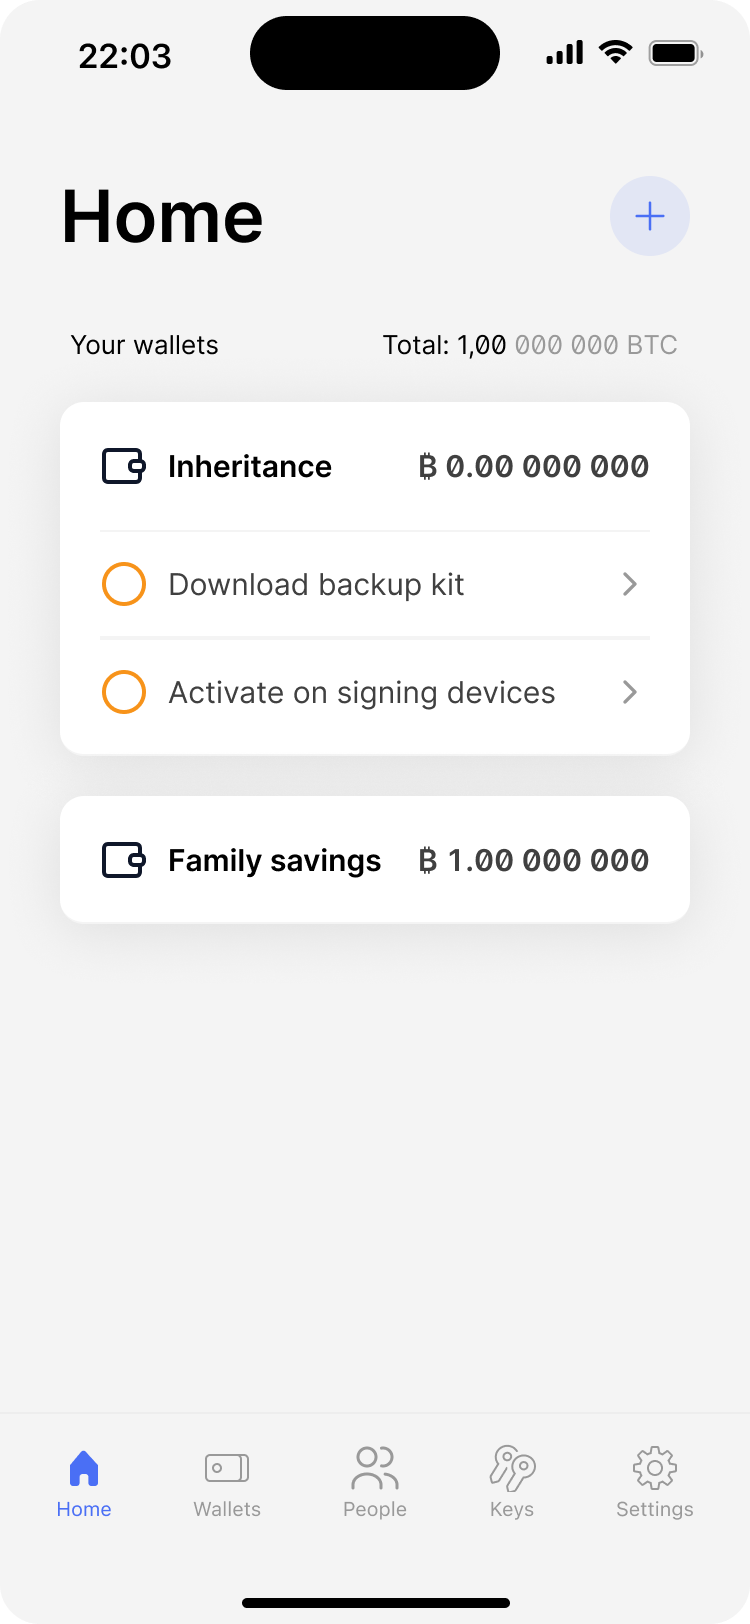 22:03
Home
Your wallets
Total: 1,00 000 000 BTC
Inheritance
₿ 0.00 000 000
Download backup kit
Activate on signing devices
Family savings
₿ 1.00 000 000
Home
Wallets
People
Keys
Settings